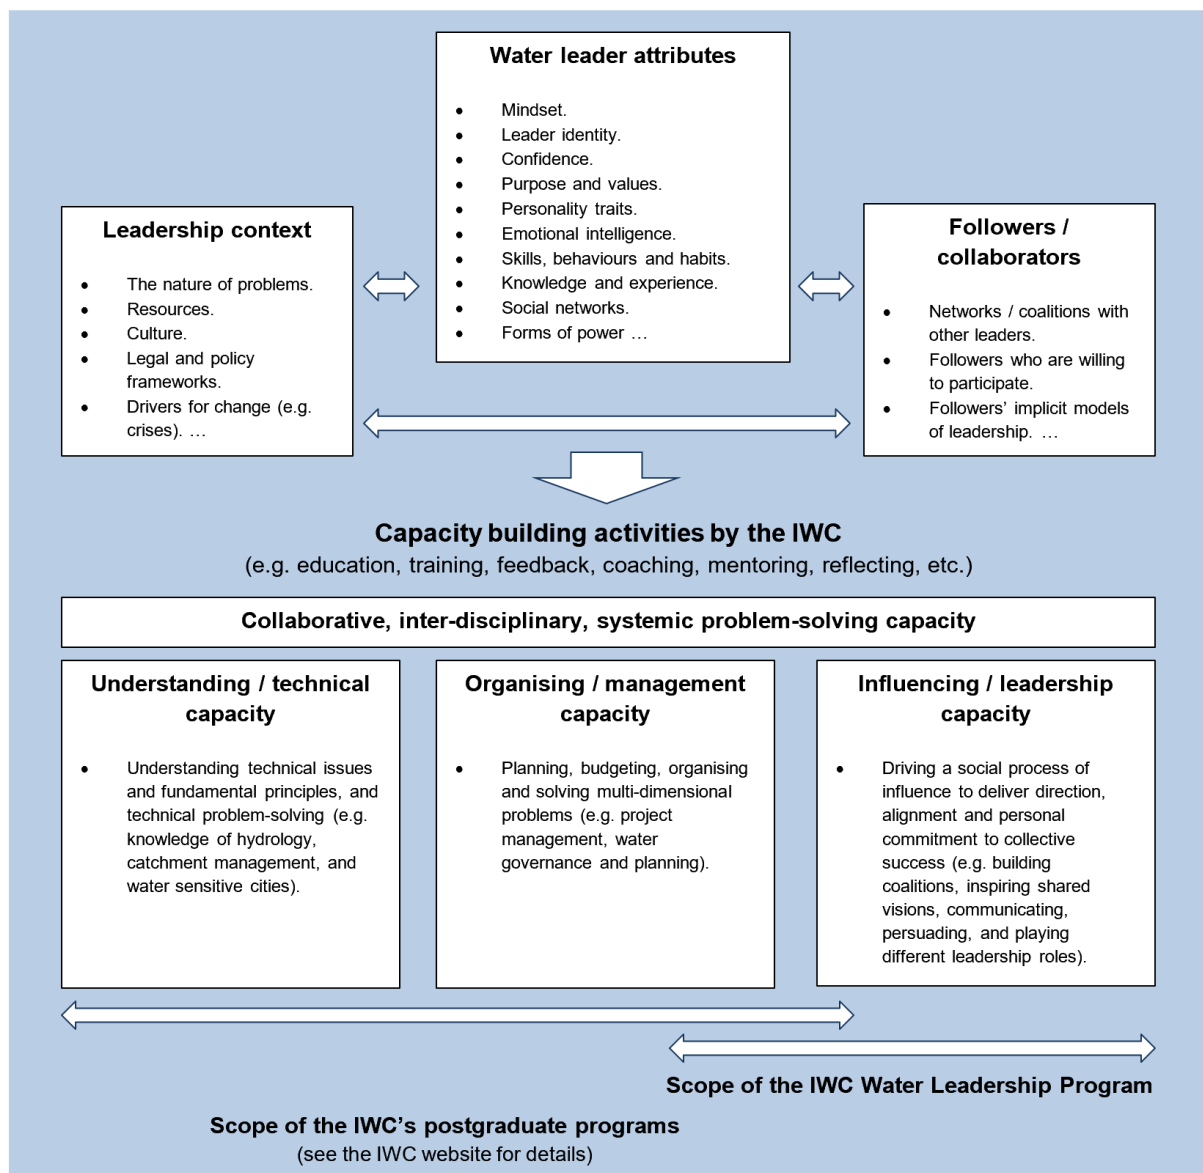 Water leader attributes
• Mindset.
• Leader identity.
• Confidence.
• Purpose and values.
• Personality traits.
• Emotional intelligence.
• Skills, behaviours and habits.
• Knowledge and experience.
• Social networks.
• Forms of power …
Leadership context
• The nature of problems.
• Resources.
• Culture.
• Legal and policy
frameworks.
• Drivers for change (e.g.
crises). …
Followers /
collaborators
• Networks / coalitions with
other leaders.
• Followers who are willing
to participate.
• Followers’ implicit models
of leadership. …
Capacity building activities by the IWC
(e.g. education, training, feedback, coaching, mentoring, reflecting, etc.)
Collaborative, inter-disciplinary, systemic problem-solving capacity
Understanding / technical
capacity
• Understanding technical issues
and fundamental principles, and
technical problem-solving (e.g.
knowledge of hydrology,
catchment management, and
water sensitive cities).
Organising / management
capacity
• Planning, budgeting, organising
and solving multi-dimensional
problems (e.g. project
management, water
governance and planning).
Influencing / leadership
capacity
• Driving a social process of
influence to deliver direction,
alignment and personal
commitment to collective
success (e.g. building
coalitions, inspiring shared
visions, communicating,
persuading, and playing
different leadership roles).
Scope of the IWC Water Leadership Program
Scope of the IWC’s postgraduate programs
(see the IWC website for details)